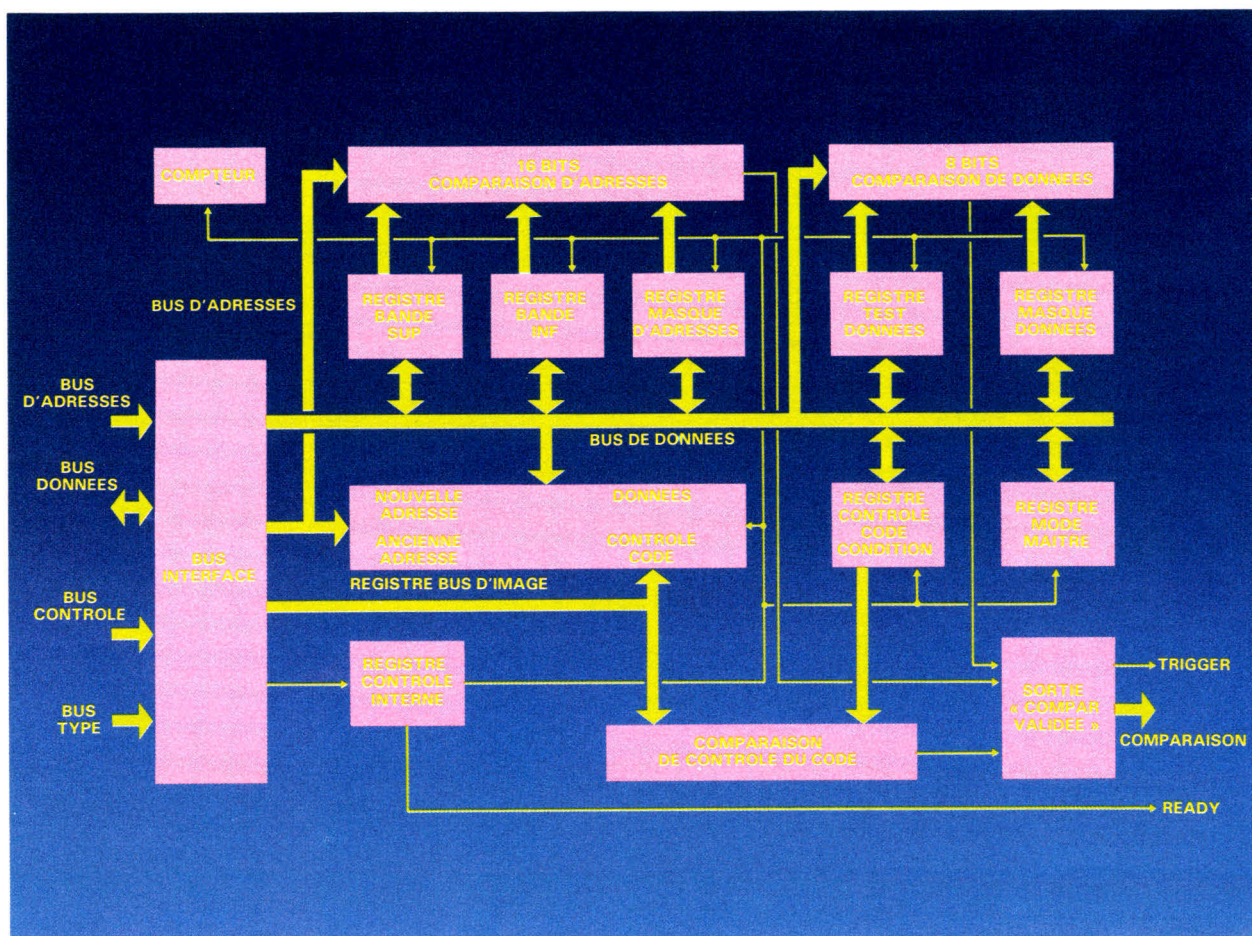 COMPTEUR
16 BITS
COMPARAISON D'ADRESSES
8 BITS
COMPARAISON DE DONNEES
BUS D'ADRESSES
REGISTRE
BANDE
SUP
REGISTRE
BANDE
INF
REGISTRE
MASQUE
D'ADRESSES
REGISTRE
TEST
DONNEES
REGISTRE
MASQUE
DONNEES
BUS
D'ADRESSES
BUS
DONNEES
BUS
CONTROLE
BUS
TYPE
BUS
INTERFACE
BUS DE DONNEES
NOUVELLE
ADRESSE
DONNEES
ANCIENNE
ADRESSE
CONTROLE
CODE
REGISTRE BUS D'IMAGE
REGISTRE
CONTROLE
CODE
CONDITION
REGISTRE
MODE
MAITRE
REGISTRE
CONTROLE
INTERNE
COMPARAISON
DE CONTROLE DU CODE
SORTIE
« COMPAR
VALIDEE »
TRIGGER
COMPARAISON
READY